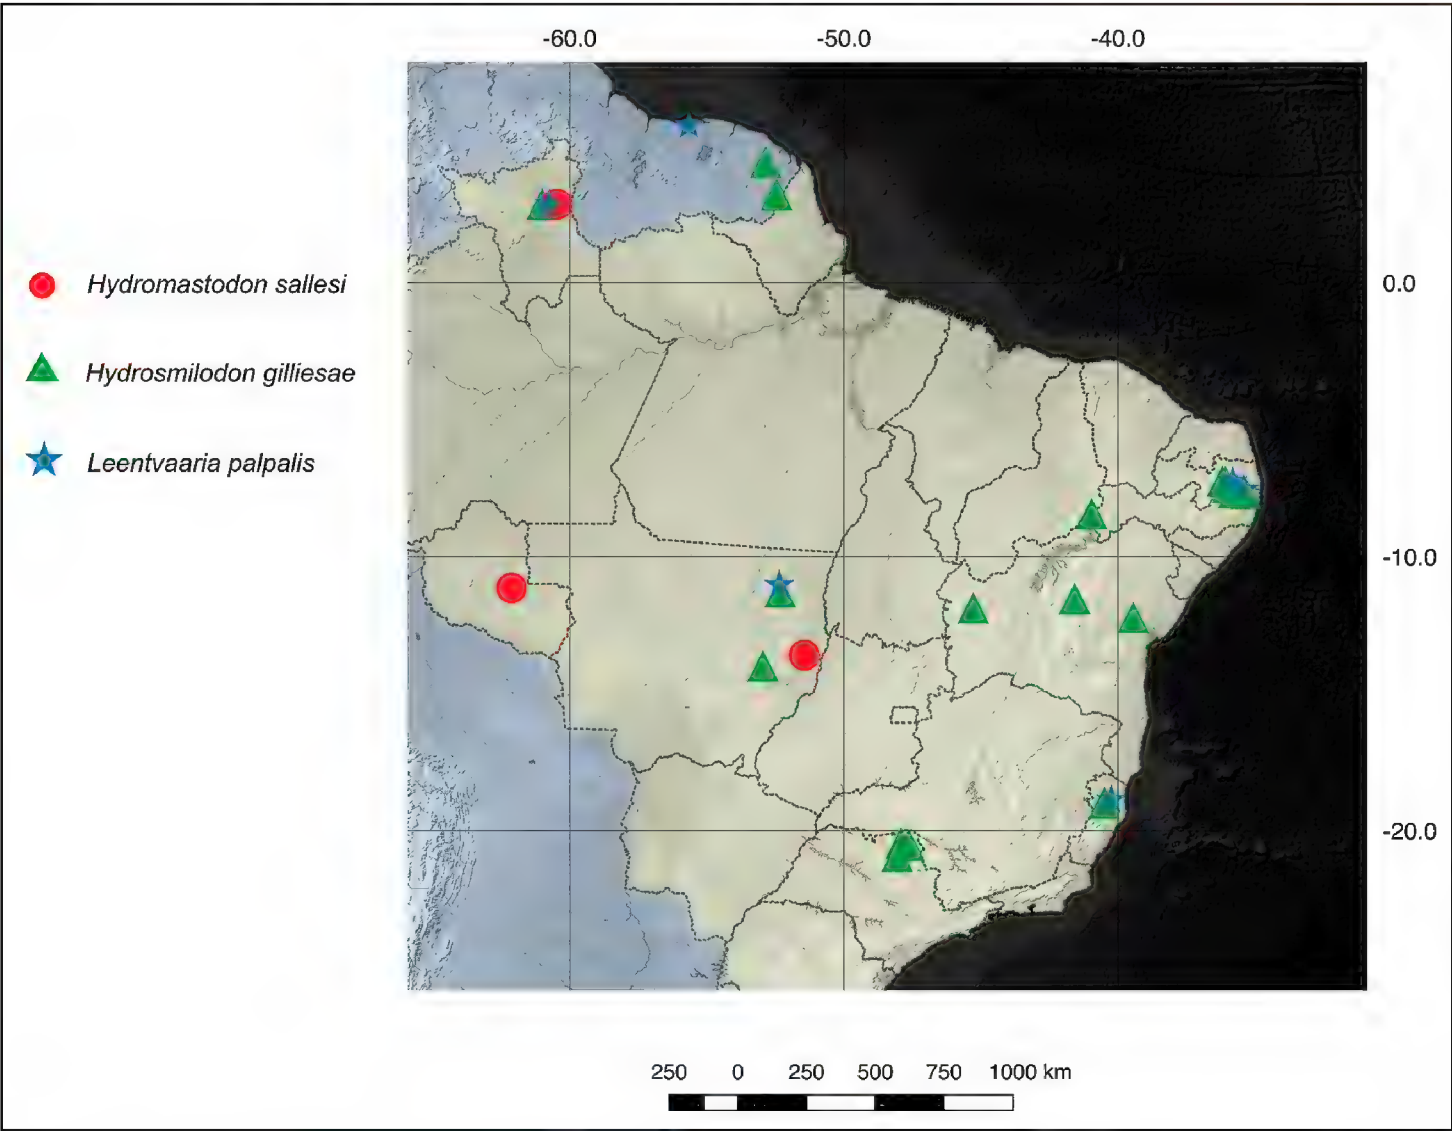 -60.0 -50.0 -40.0
Hydromastodon sallesi
Hydrosmilodon gilliesae
Leentvaaria palpalis
0.0
-10.0
-20.0
250 0 250 500 750 1000 km